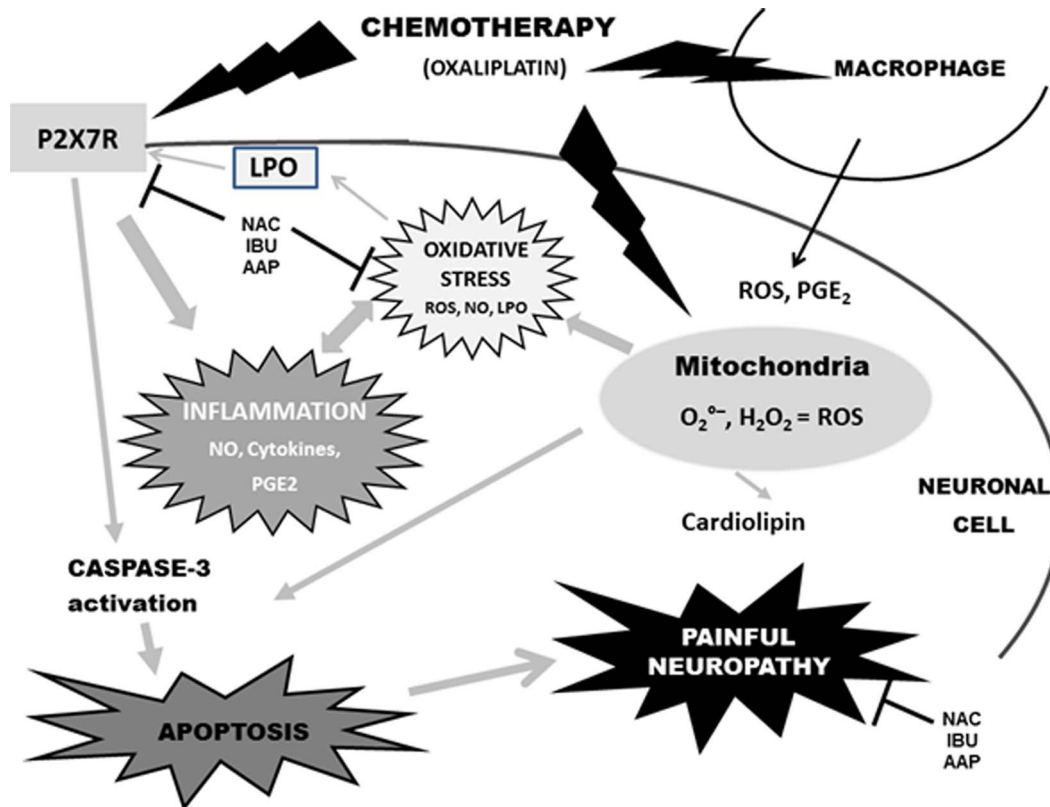 CHEMOTHERAPY
(OXALIPLATIN)
MACROPHAGE
P2X7R
LPO
NAC
IBU
AAP
OXIDATIVE
STRESS
ROS, NO, LPO
ROS, PGE₂
Mitochondria
O₂°⁻, H₂O₂ = ROS
INFLAMMATION
NO, Cytokines,
PGE2
Cardiolipin
NEURONAL
CELL
CASPASE-3
activation
PAINFUL
NEUROPATHY
APOPTOSIS
NAC
IBU
AAP